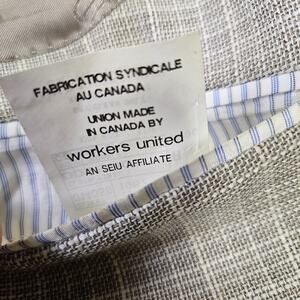 FABRICATION SYNDICALE
AU CANADA
UNION MADE
IN CANADA BY
workers united
AN SEIU AFFILIATE